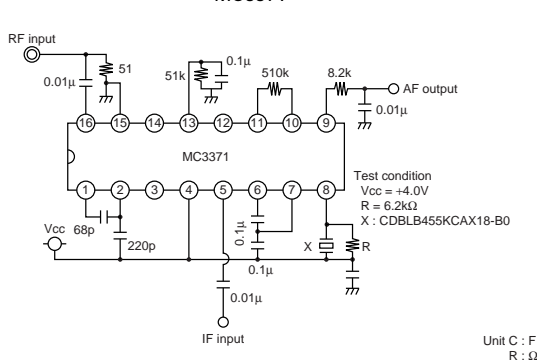 MC3371
RF input
0.01µ
51
51k
0.1µ
510k
8.2k
AF output
0.01µ
16 15 14 13 12 11 10 9
MC3371
1 2 3 4 5 6 7 8
Test condition
Vcc = +4.0V
R = 6.2kΩ
X : CDBLB455KCAX18-B0
Vcc
68p
220p
0.1µ
0.1µ
X
R
0.01µ
IF input
Unit C : F
R : Ω